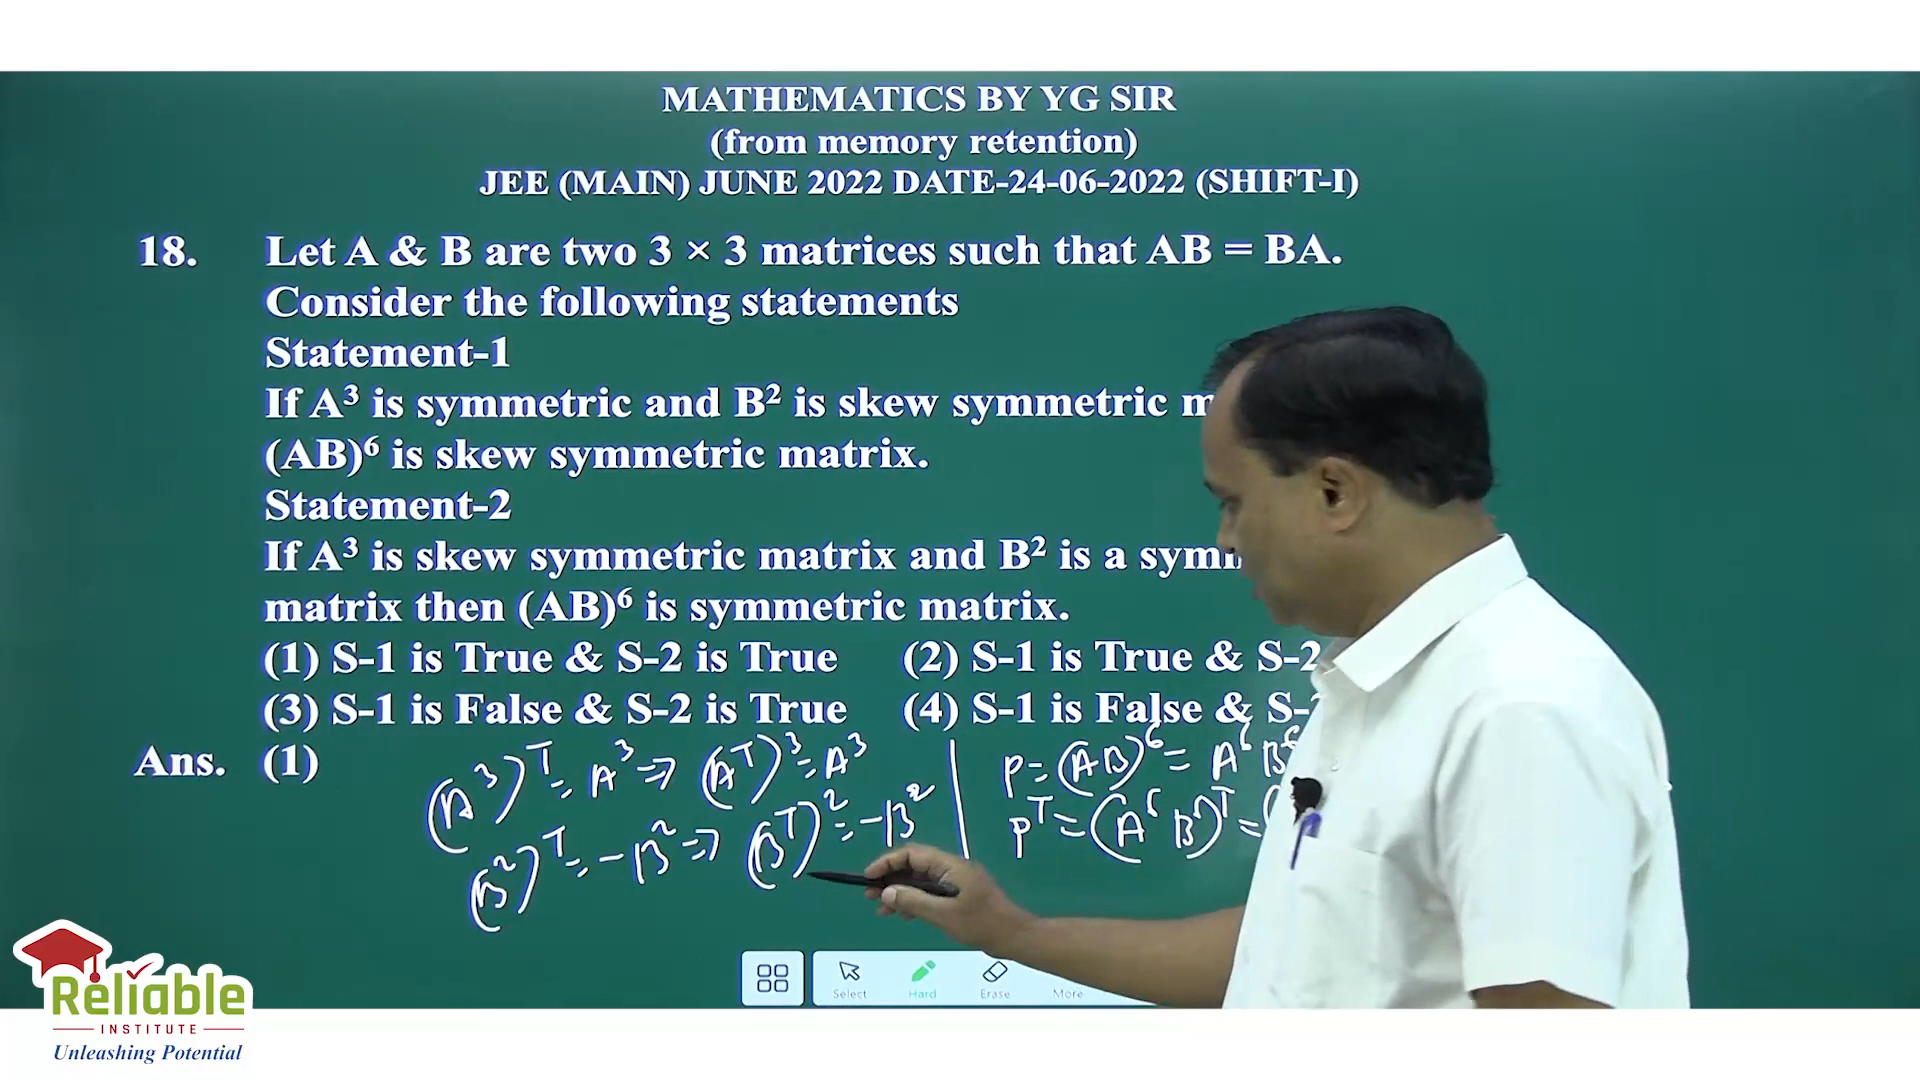 MATHEMATICS BY YG SIR
(from memory retention)
JEE (MAIN) JUNE 2022 DATE-24-06-2022 (SHIFT-I)
18. Let A & B are two 3 × 3 matrices such that AB = BA.
Consider the following statements
Statement-1
If A³ is symmetric and B² is skew symmetric
(AB)⁶ is skew symmetric matrix.
Statement-2
If A³ is skew symmetric matrix and B² is a
matrix then (AB)⁶ is symmetric matrix.
(1) S-1 is True & S-2 is True (2) S-1 is True & S-2
(3) S-1 is False & S-2 is True (4) S-1 is False & S-
Ans. (1)
(A³)ᵀ = A³ ⇒ (Aᵀ)³ = A³
P = (AB)⁶ = A⁶ B⁶
(B²)ᵀ = -B² ⇒ (Bᵀ)² = -B²
Pᵀ = (A⁶ B⁶)ᵀ = (
Select Hard Erase More
Reliable
INSTITUTE
Unleashing Potential